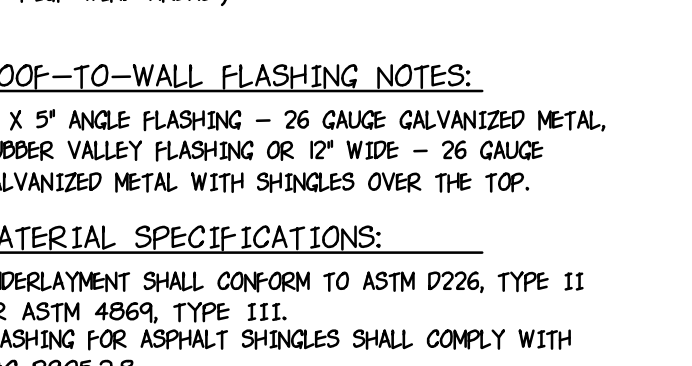 OOF-TO-WALL FLASHING NOTES:
X 5" ANGLE FLASHING - 26 GAUGE GALVANIZED METAL,
UBBER VALLEY FLASHING OR 12" WIDE - 26 GAUGE
ALVANIZED METAL WITH SHINGLES OVER THE TOP.
ATERIAL SPECIFICATIONS:
NDERLAYMENT SHALL CONFORM TO ASTM D226, TYPE II
R ASTM 4869, TYPE III.
ASHING FOR ASPHALT SHINGLES SHALL COMPLY WITH